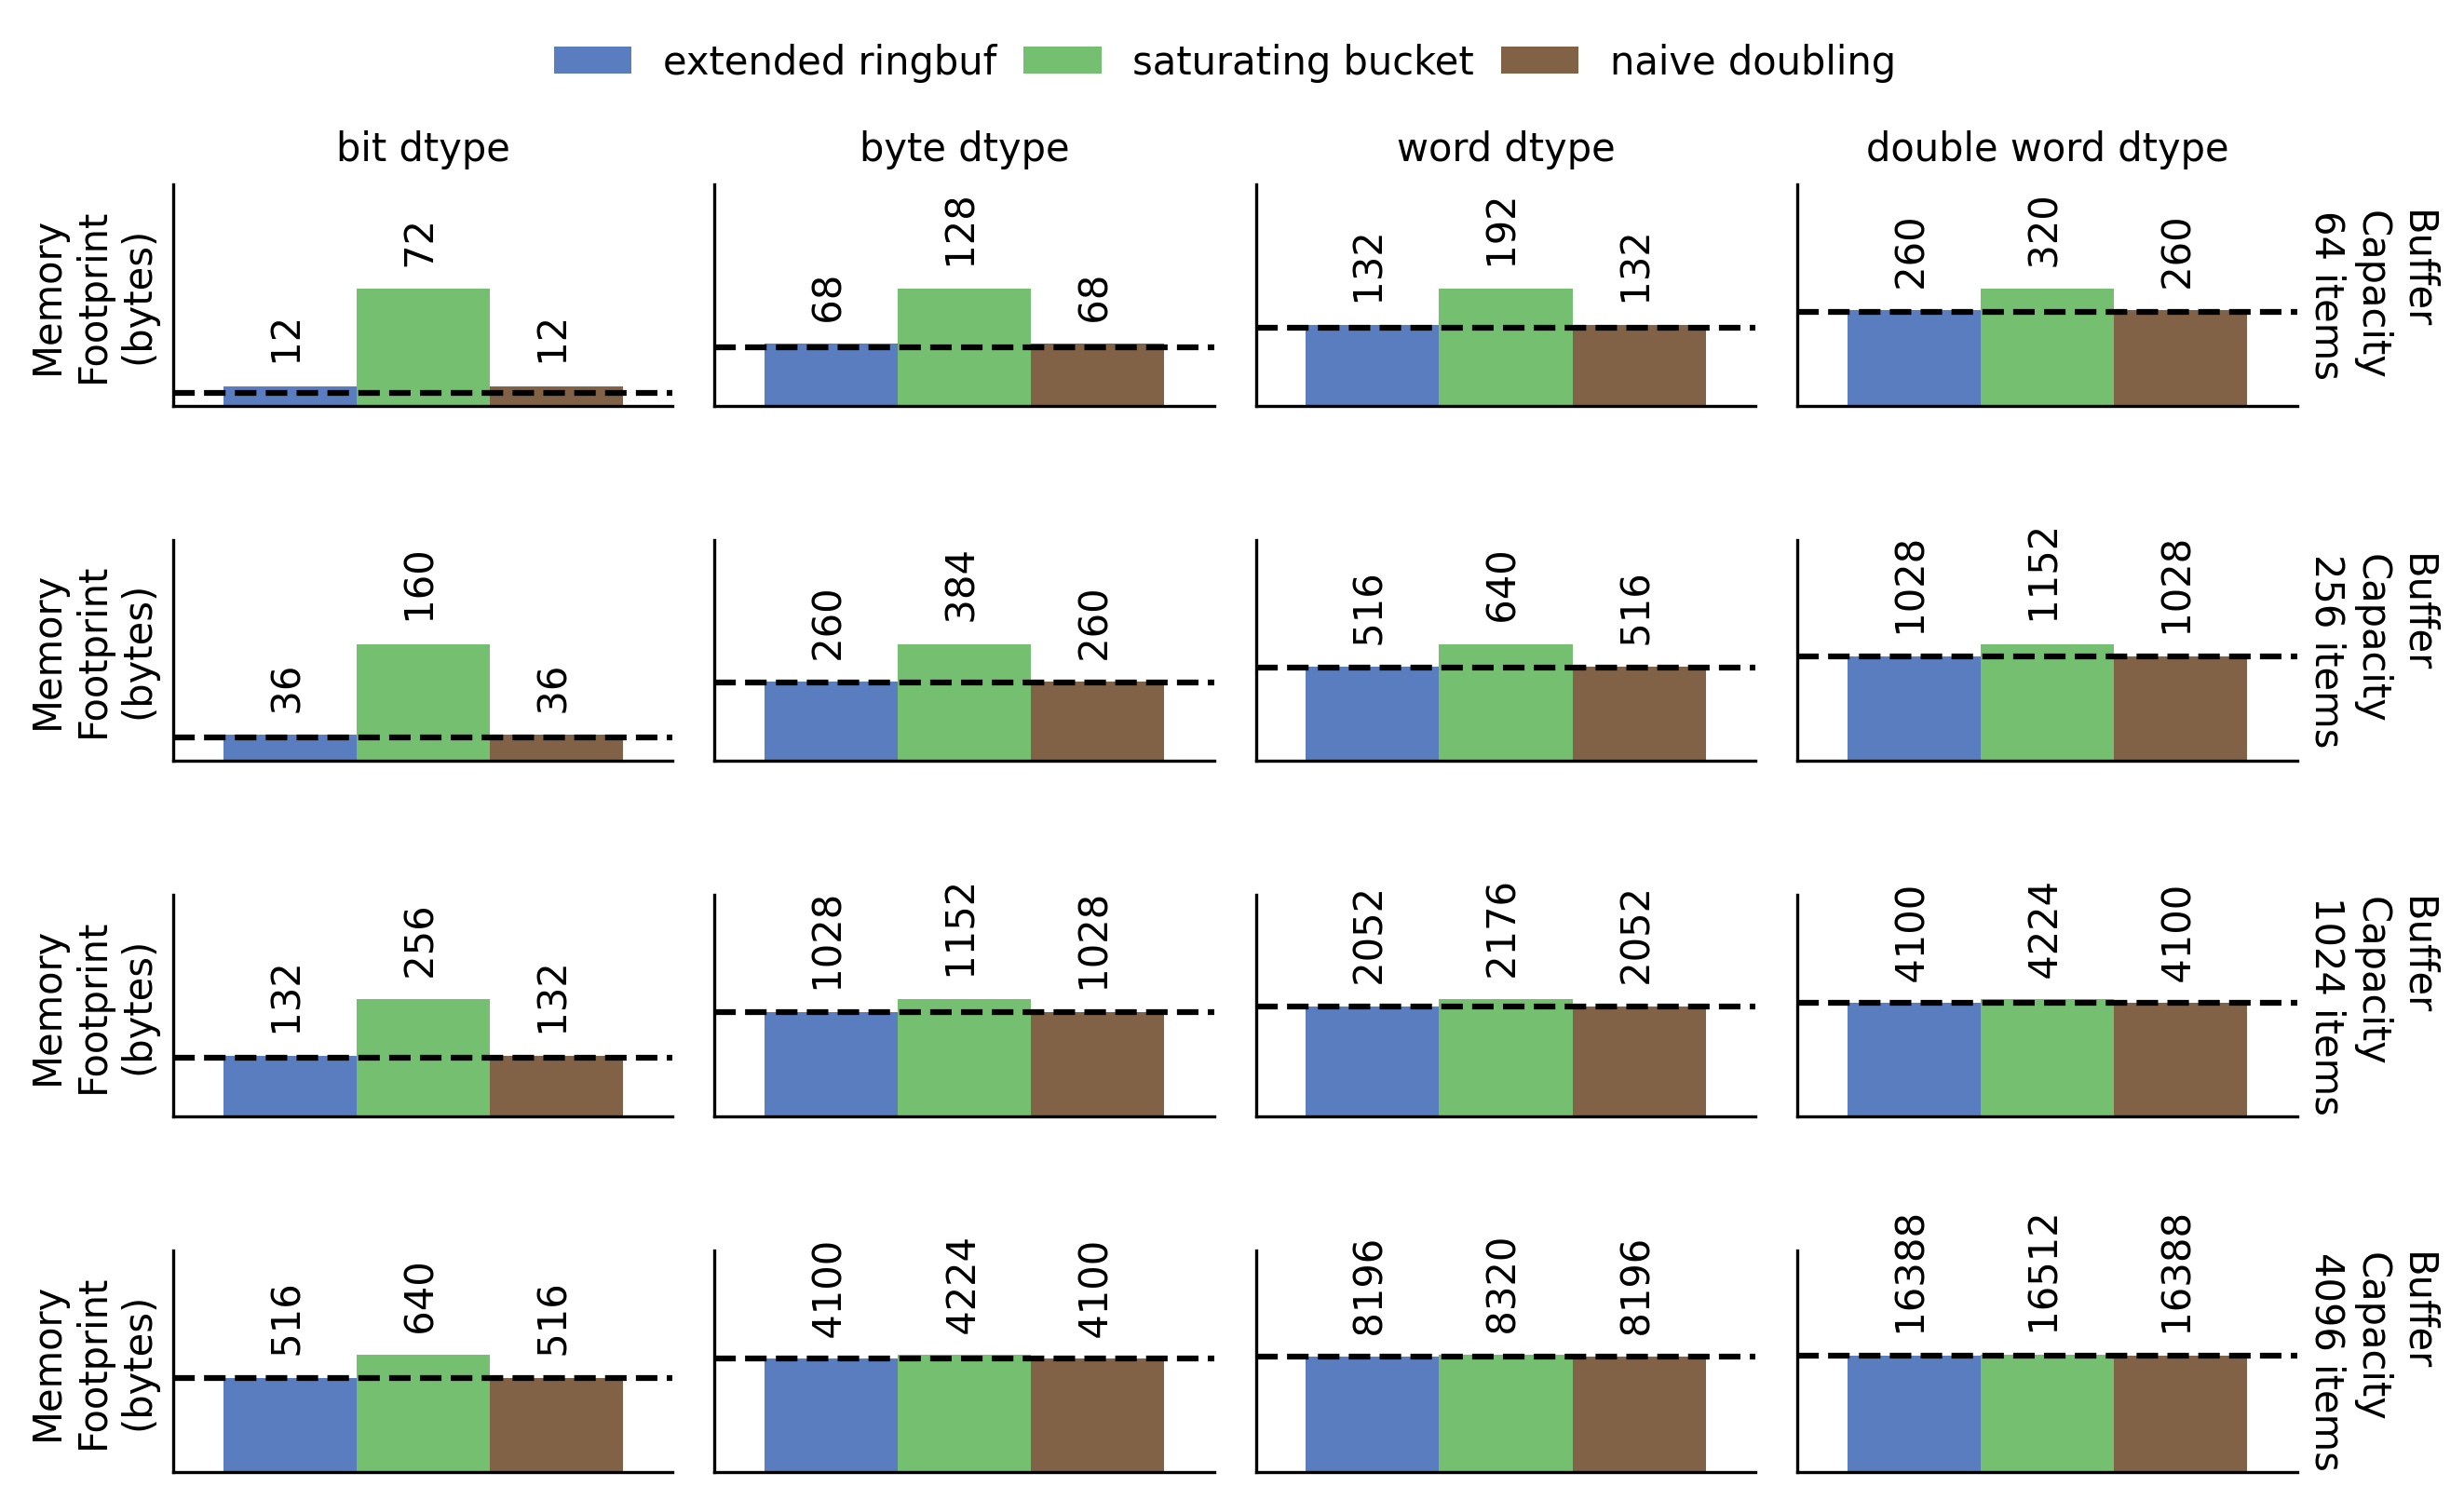 extended ringbuf
saturating bucket
naive doubling
bit dtype
byte dtype
word dtype
double word dtype
Memory
Footprint
(bytes)
12
72
12
68
128
68
132
192
132
260
320
260
Buffer
Capacity
64 items
Memory
Footprint
(bytes)
36
160
36
260
384
260
516
640
516
1028
1152
1028
Buffer
Capacity
256 items
Memory
Footprint
(bytes)
132
256
132
1028
1152
1028
2052
2176
2052
4100
4224
4100
Buffer
Capacity
1024 items
Memory
Footprint
(bytes)
516
640
516
4100
4224
4100
8196
8320
8196
16388
16512
16388
Buffer
Capacity
4096 items